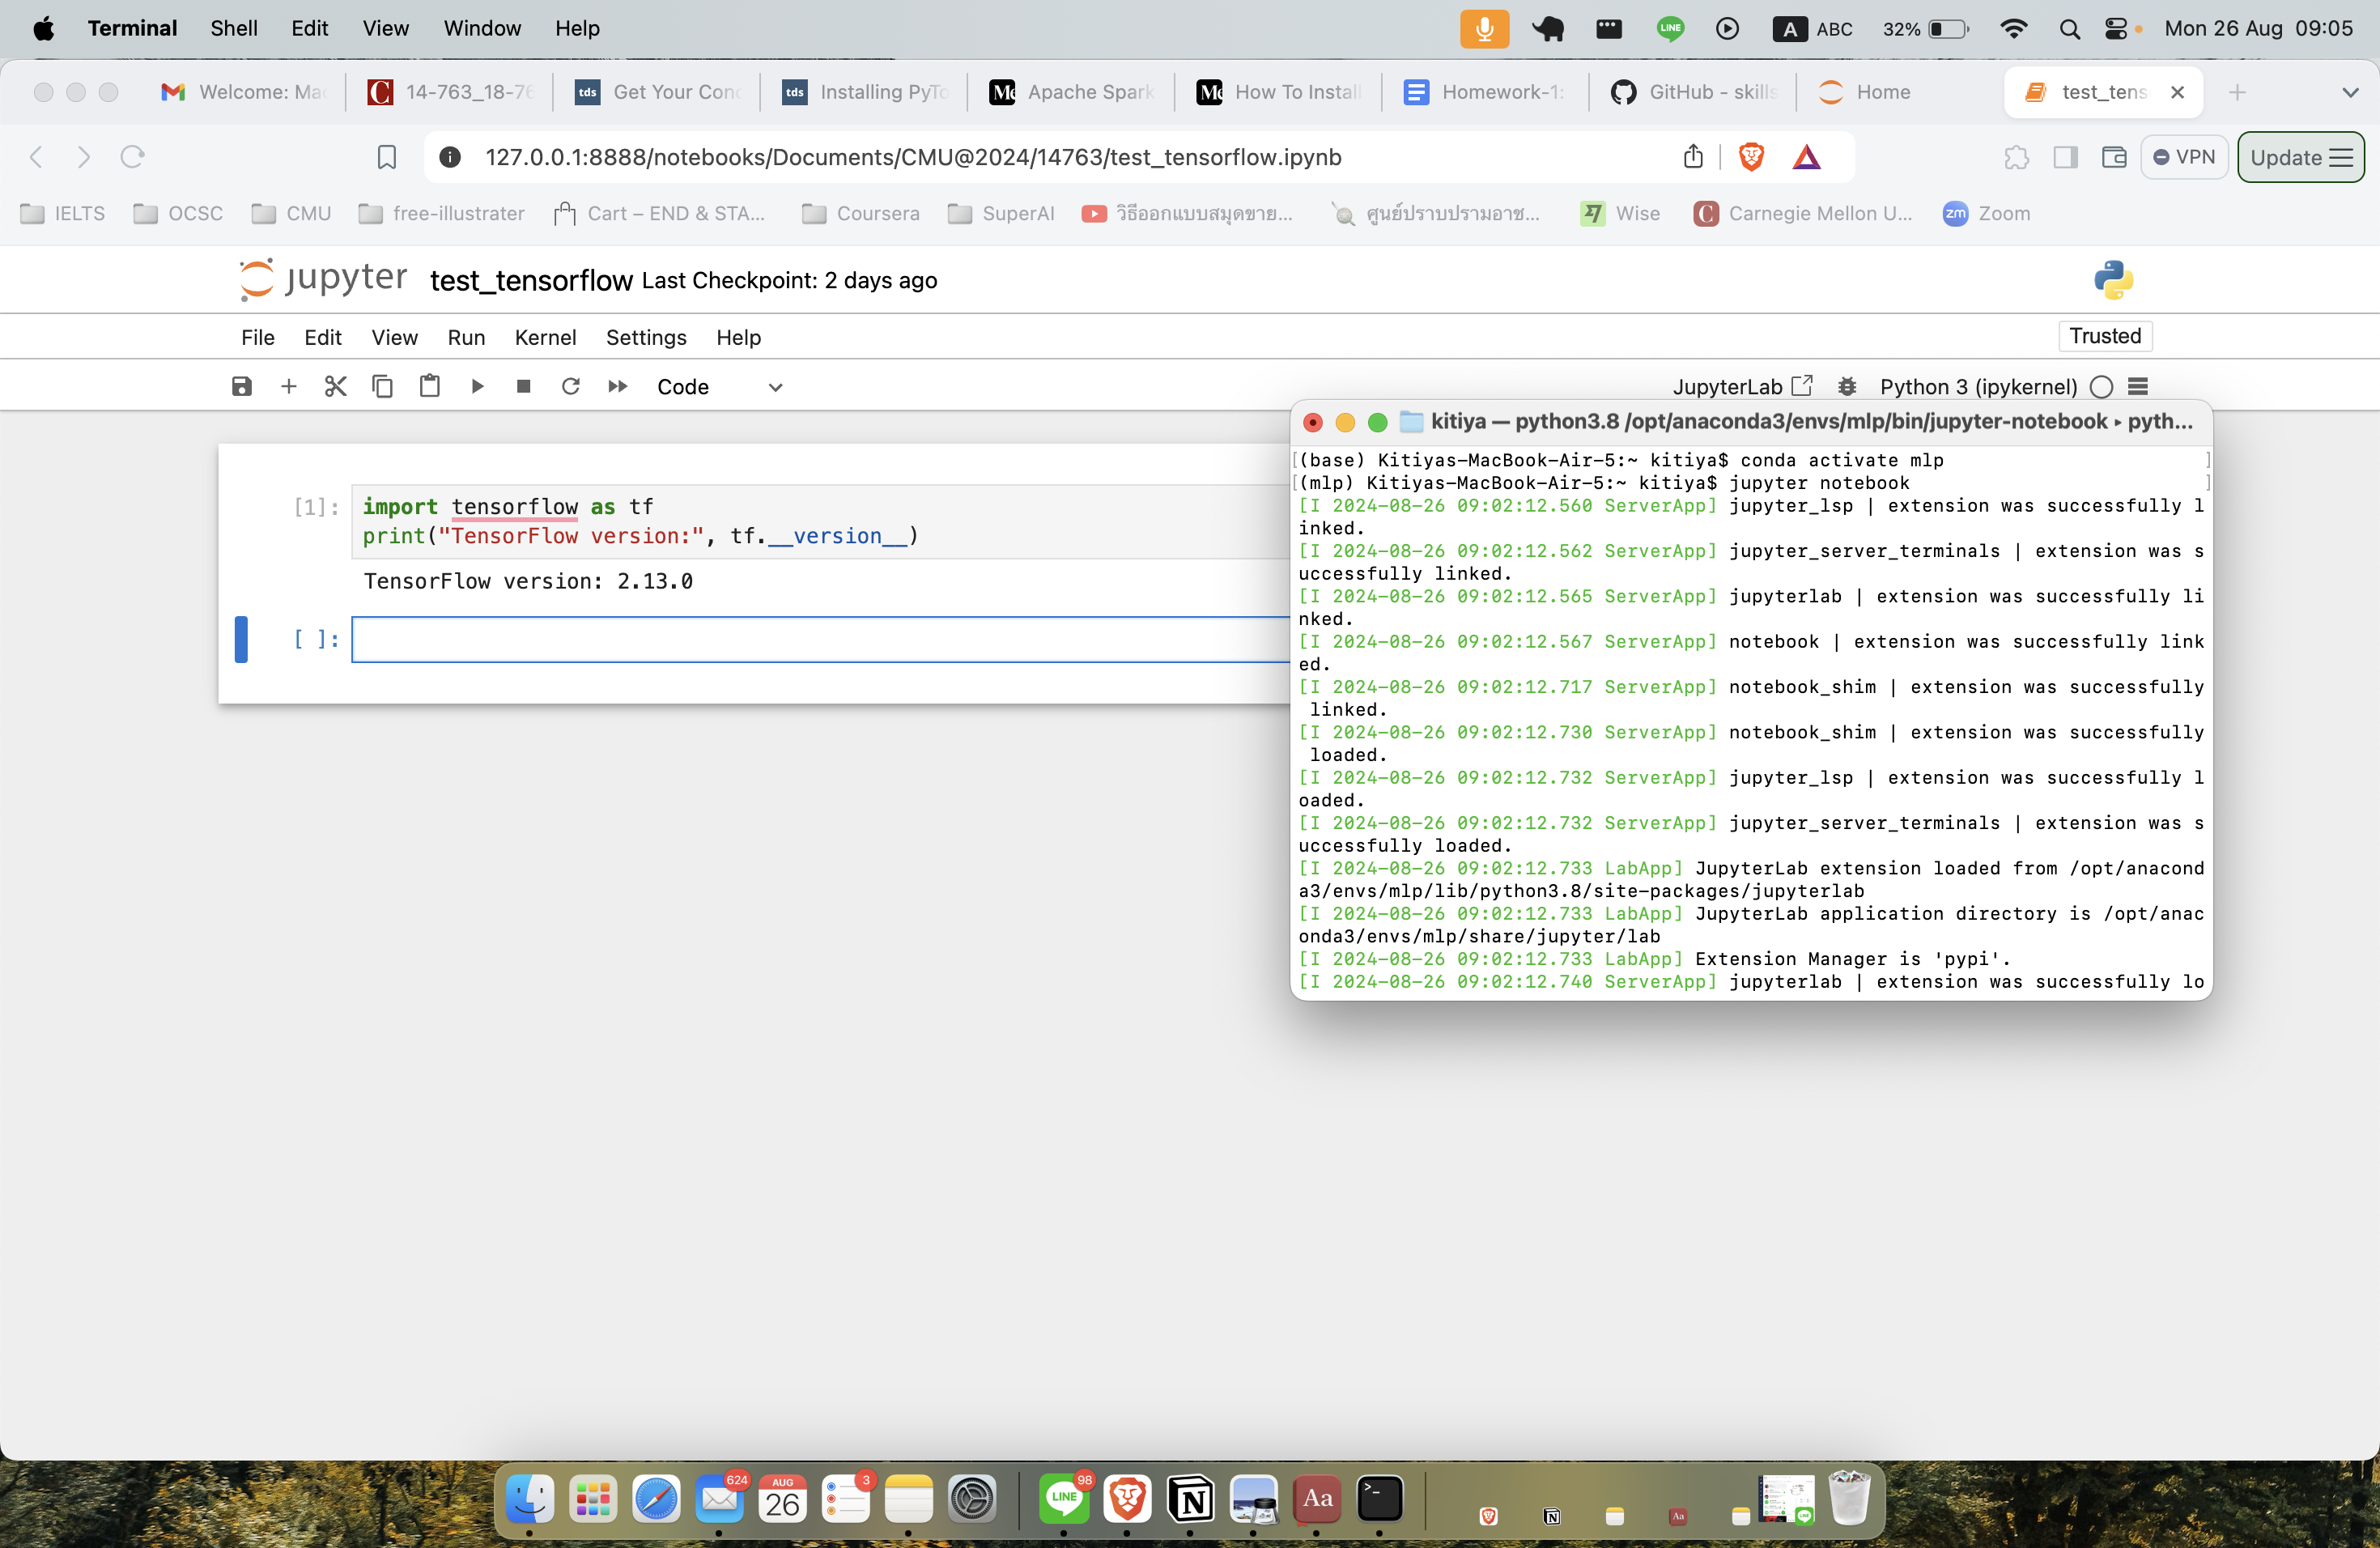 Terminal Shell Edit View Window Help A ABC 32% Mon 26 Aug 09:05
Welcome: Mac 14-763_18-76 Get Your Conc Installing PyTo Apache Spark How To Install Homework-1: GitHub - skills Home test_tens
127.0.0.1:8888/notebooks/Documents/CMU@2024/14763/test_tensorflow.ipynb VPN Update
IELTS OCSC CMU free-illustrater Cart – END & STA... Coursera SuperAI วิธีออกแบบสมุดขาย... ศูนย์ปราบปรามอาช... Wise Carnegie Mellon U... Zoom
jupyter test_tensorflow Last Checkpoint: 2 days ago
File Edit View Run Kernel Settings Help Trusted
Code JupyterLab Python 3 (ipykernel)
[1]: import tensorflow as tf
print("TensorFlow version:", tf.__version__)
TensorFlow version: 2.13.0
[ ]:
kitiya — python3.8 /opt/anaconda3/envs/mlp/bin/jupyter-notebook ▸ pyth...
[(base) Kitiyas-MacBook-Air-5:~ kitiya$ conda activate mlp ]
[(mlp) Kitiyas-MacBook-Air-5:~ kitiya$ jupyter notebook ]
[I 2024-08-26 09:02:12.560 ServerApp] jupyter_lsp | extension was successfully l
inked.
[I 2024-08-26 09:02:12.562 ServerApp] jupyter_server_terminals | extension was s
uccessfully linked.
[I 2024-08-26 09:02:12.565 ServerApp] jupyterlab | extension was successfully li
nked.
[I 2024-08-26 09:02:12.567 ServerApp] notebook | extension was successfully link
ed.
[I 2024-08-26 09:02:12.717 ServerApp] notebook_shim | extension was successfully
linked.
[I 2024-08-26 09:02:12.730 ServerApp] notebook_shim | extension was successfully
loaded.
[I 2024-08-26 09:02:12.732 ServerApp] jupyter_lsp | extension was successfully l
oaded.
[I 2024-08-26 09:02:12.732 ServerApp] jupyter_server_terminals | extension was s
uccessfully loaded.
[I 2024-08-26 09:02:12.733 LabApp] JupyterLab extension loaded from /opt/anacond
a3/envs/mlp/lib/python3.8/site-packages/jupyterlab
[I 2024-08-26 09:02:12.733 LabApp] JupyterLab application directory is /opt/anac
onda3/envs/mlp/share/jupyter/lab
[I 2024-08-26 09:02:12.733 LabApp] Extension Manager is 'pypi'.
[I 2024-08-26 09:02:12.740 ServerApp] jupyterlab | extension was successfully lo
624 AUG 26 3 LINE 98 N Aa >_